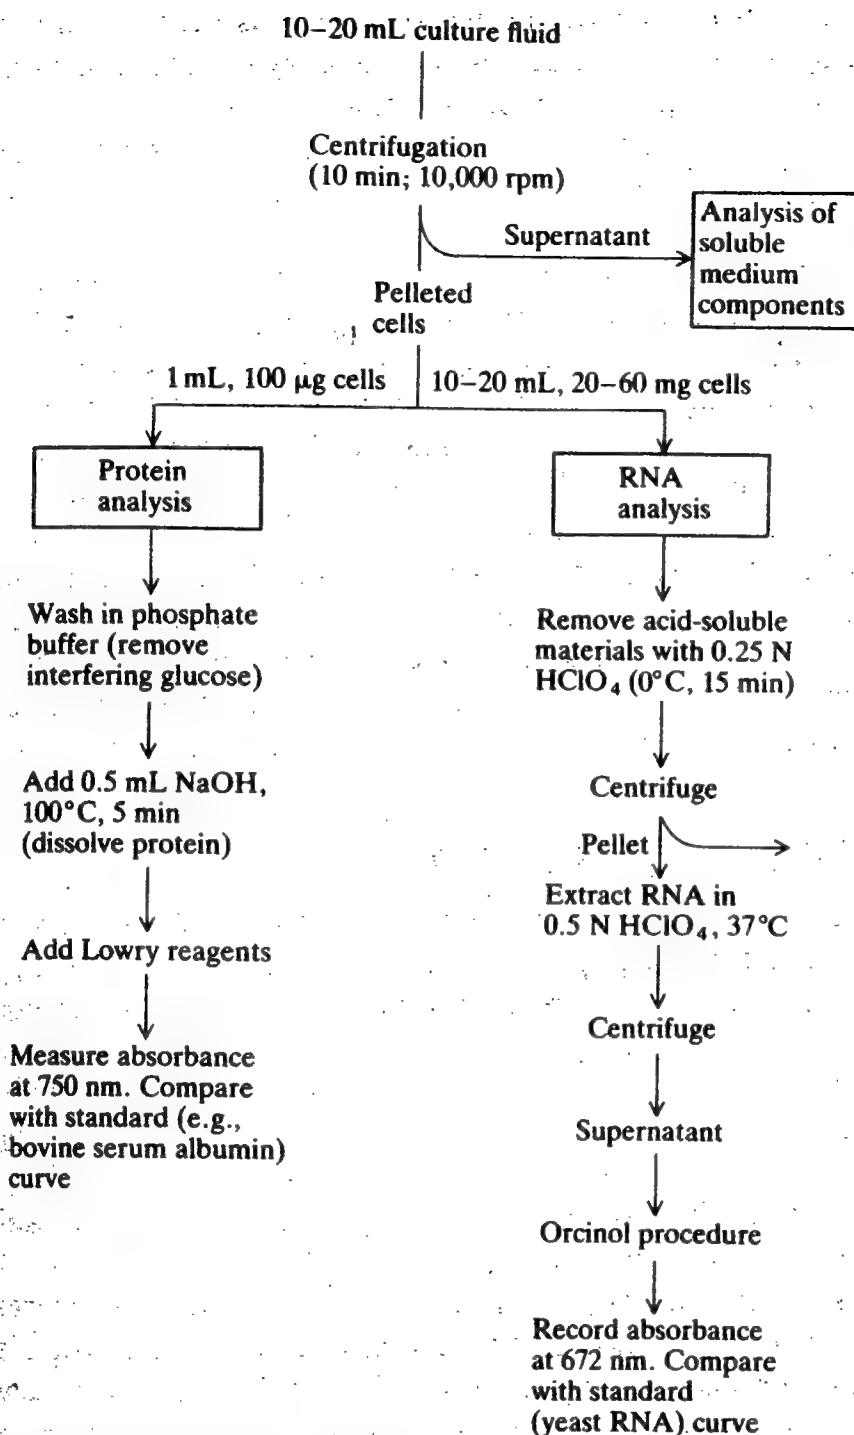 10–20 mL culture fluid
Centrifugation
(10 min; 10,000 rpm)
Supernatant
Analysis of
soluble
medium
components
Pelleted
cells
1 mL, 100 μg cells
10–20 mL, 20–60 mg cells
Protein
analysis
Wash in phosphate
buffer (remove
interfering glucose)
Add 0.5 mL NaOH,
100°C, 5 min
(dissolve protein)
Add Lowry reagents
Measure absorbance
at 750 nm. Compare
with standard (e.g.,
bovine serum albumin)
curve
RNA
analysis
Remove acid-soluble
materials with 0.25 N
HClO₄ (0°C, 15 min)
Centrifuge
Pellet
Extract RNA in
0.5 N HClO₄, 37°C
Centrifuge
Supernatant
Orcinol procedure
Record absorbance
at 672 nm. Compare
with standard
(yeast RNA) curve